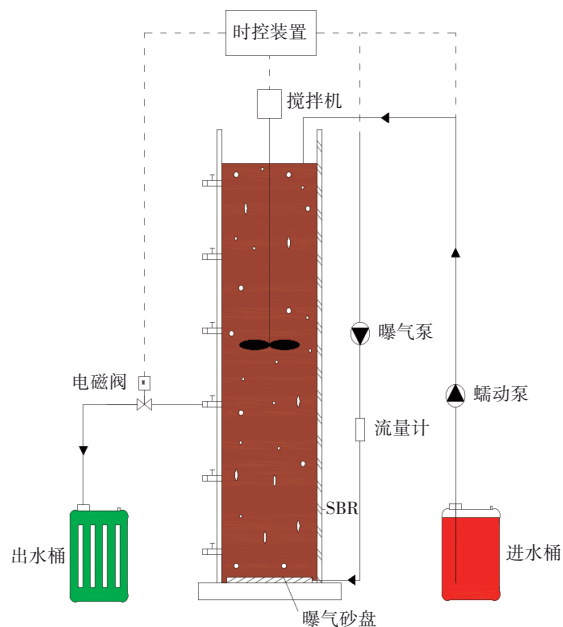 时控装置
搅拌机
曝气泵
电磁阀
蠕动泵
流量计
SBR
出水桶
进水桶
曝气砂盘